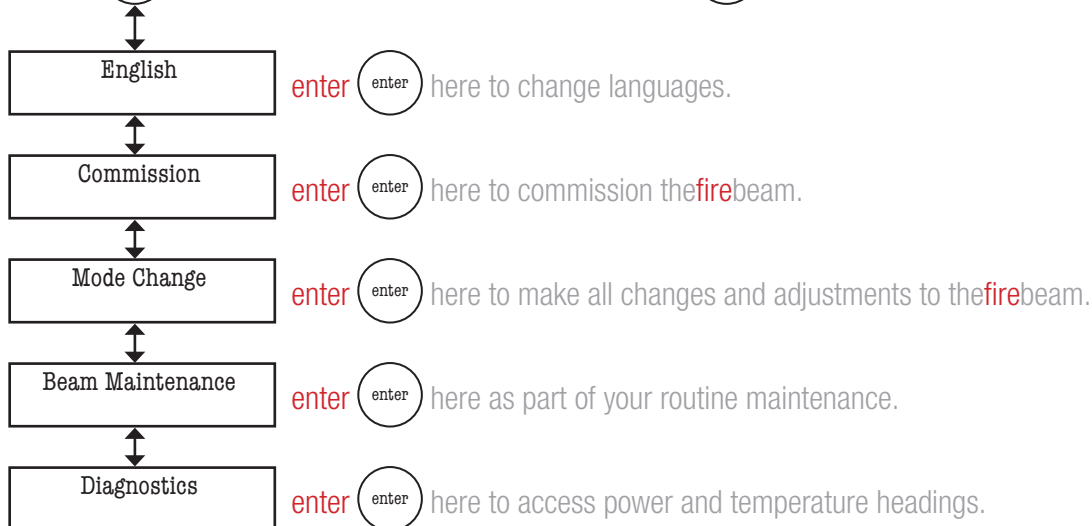 English
enter enter here to change languages.
Commission
enter enter here to commission thefirebeam.
Mode Change
enter enter here to make all changes and adjustments to thefirebeam.
Beam Maintenance
enter enter here as part of your routine maintenance.
Diagnostics
enter enter here to access power and temperature headings.